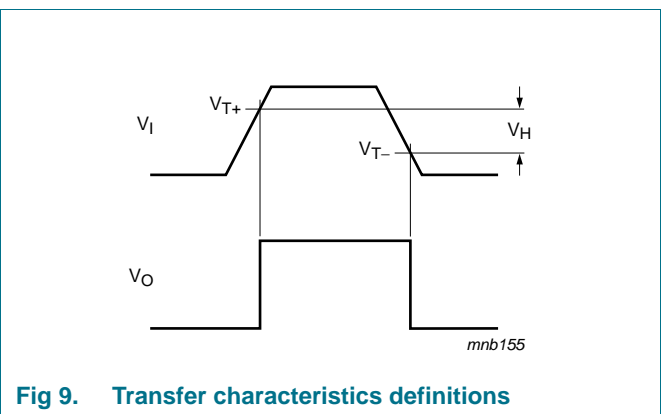 VT+
VI
VH
VT−
VO
mnb155
Fig 9. Transfer characteristics definitions